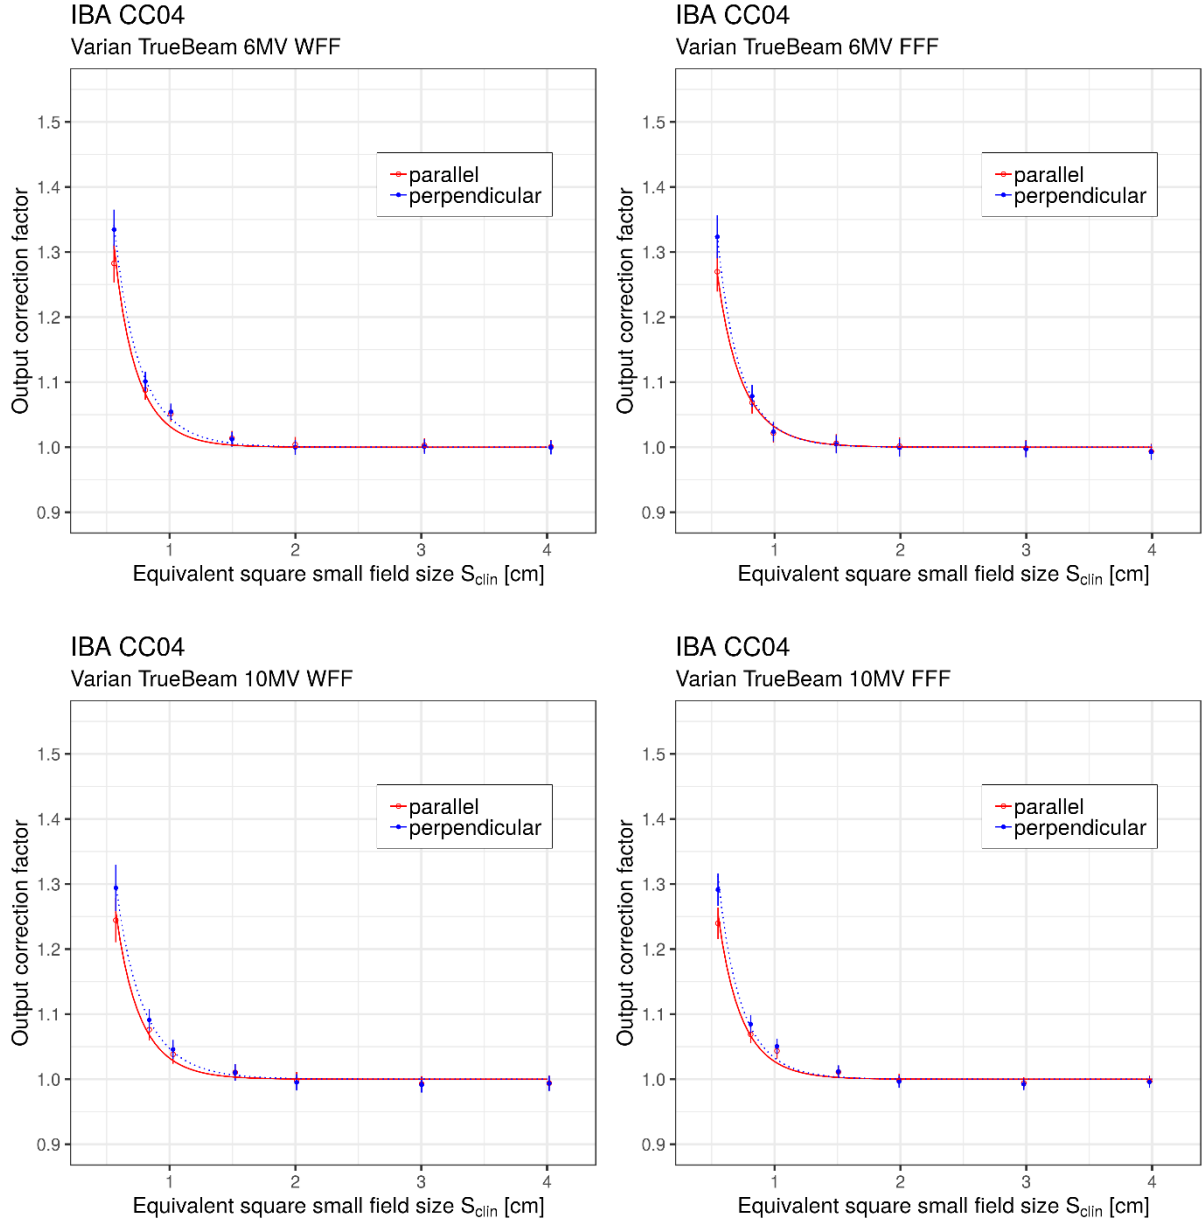 IBA CC04
Varian TrueBeam 6MV WFF
Output correction factor
1.5
1.4
1.3
1.2
1.1
1.0
0.9
parallel
perpendicular
1 2 3 4
Equivalent square small field size Sclin [cm]
IBA CC04
Varian TrueBeam 6MV FFF
Output correction factor
1.5
1.4
1.3
1.2
1.1
1.0
0.9
parallel
perpendicular
1 2 3 4
Equivalent square small field size Sclin [cm]
IBA CC04
Varian TrueBeam 10MV WFF
Output correction factor
1.5
1.4
1.3
1.2
1.1
1.0
0.9
parallel
perpendicular
1 2 3 4
Equivalent square small field size Sclin [cm]
IBA CC04
Varian TrueBeam 10MV FFF
Output correction factor
1.5
1.4
1.3
1.2
1.1
1.0
0.9
parallel
perpendicular
1 2 3 4
Equivalent square small field size Sclin [cm]